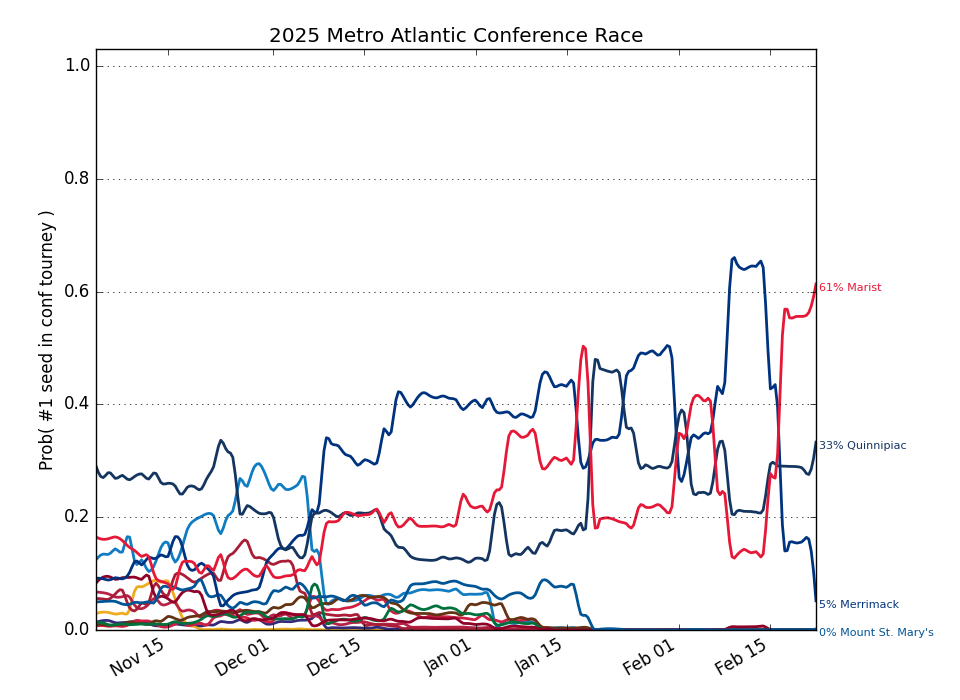 2025 Metro Atlantic Conference Race
Prob( #1 seed in conf tourney )
1.0
0.8
0.6
0.4
0.2
0.0
61% Marist
33% Quinnipiac
5% Merrimack
0% Mount St. Mary's
Nov 15
Dec 01
Dec 15
Jan 01
Jan 15
Feb 01
Feb 15